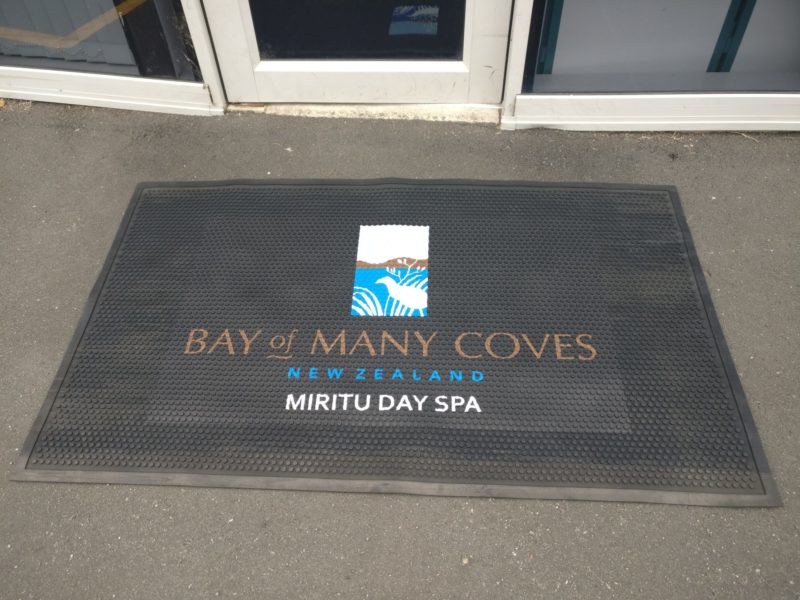 BAY of MANY COVES
NEW ZEALAND
MIRITU DAY SPA